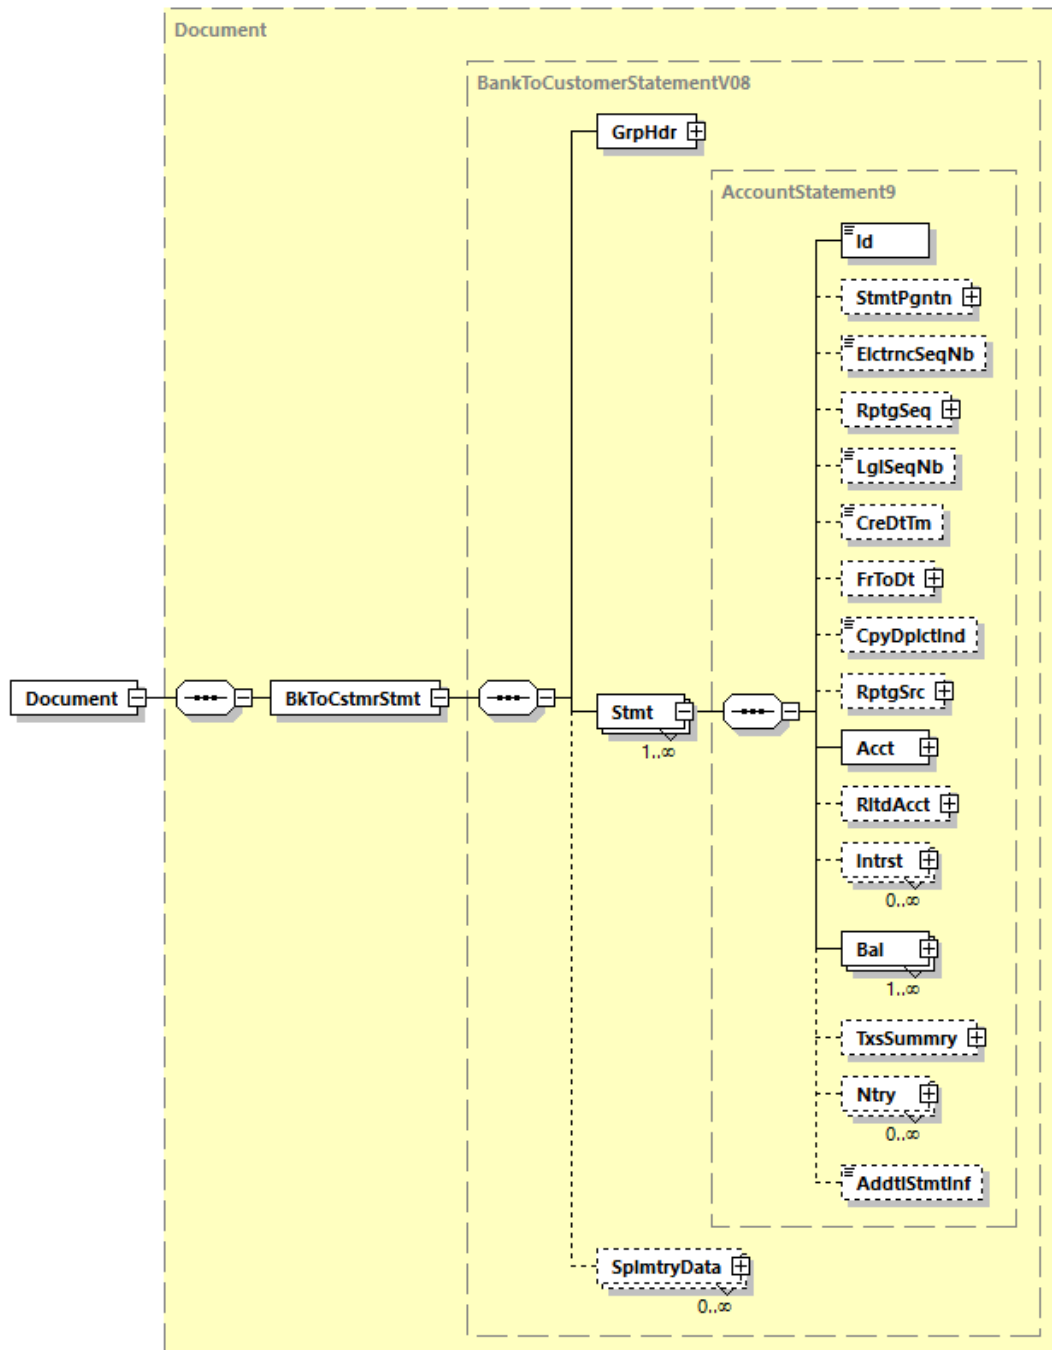 Document
BankToCustomerStatementV08
GrpHdr
AccountStatement9
Id
StmtPgntn
ElctrncSeqNb
RptgSeq
LglSeqNb
CreDtTm
FrToDt
CpyDplctInd
RptgSrc
Document
BkToCstmrStmt
Stmt
1..∞
Acct
RltdAcct
Intrst
0..∞
Bal
1..∞
TxsSummry
Ntry
0..∞
AddtlStmtInf
SplmtryData
0..∞